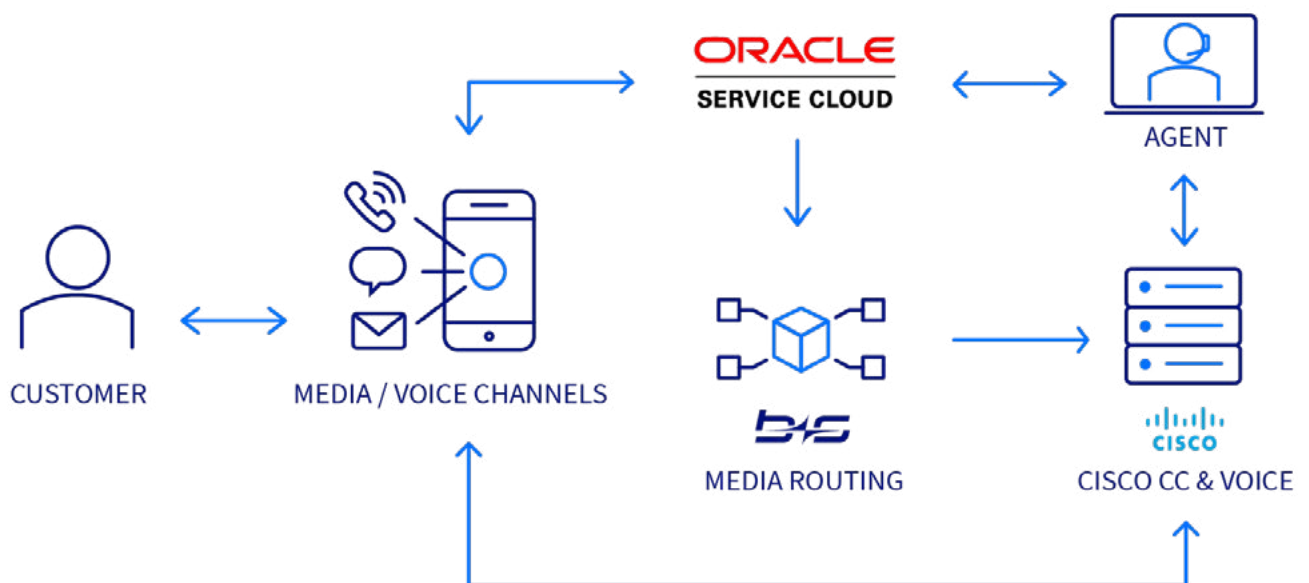 ORACLE
SERVICE CLOUD
AGENT
CUSTOMER
MEDIA / VOICE CHANNELS
b+s
MEDIA ROUTING
CISCO
CISCO CC & VOICE